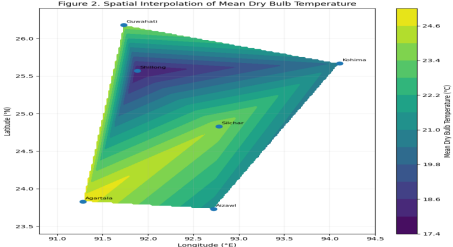 Figure 2. Spatial Interpolation of Mean Dry Bulb Temperature
Guwahati
26.0
Kohima
Shillong
25.5
25.0
Silchar
24.5
24.0
Agartala
Aizawl
23.5
91.0 91.5 92.0 92.5 93.0 93.5 94.0 94.5
Longitude (°E)
Latitude (°N)
24.6
23.4
22.2
21.0
19.8
18.6
17.4
Mean Dry Bulb Temperature (°C)